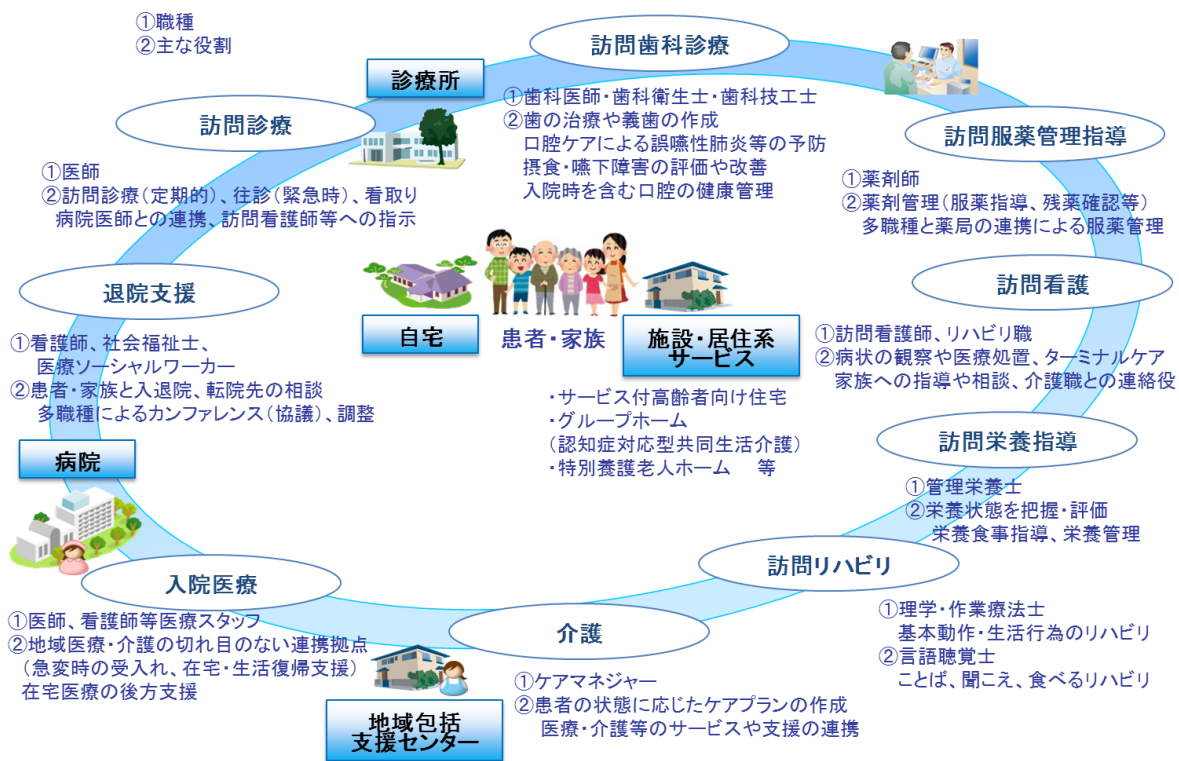 ①職種
②主な役割
訪問歯科診療
診療所
①歯科医師・歯科衛生士・歯科技工士
②歯の治療や義歯の作成
口腔ケアによる誤嚥性肺炎等の予防
摂食・嚥下障害の評価や改善
入院時を含む口腔の健康管理
訪問診療
①医師
②訪問診療（定期的）、往診（緊急時）、看取り
病院医師との連携、訪問看護師等への指示
訪問服薬管理指導
①薬剤師
②薬剤管理（服薬指導、残薬確認等）
多職種と薬局の連携による服薬管理
退院支援
①看護師、社会福祉士、
医療ソーシャルワーカー
②患者・家族と入退院、転院先の相談
多職種によるカンファレンス（協議）、調整
自宅
患者・家族
施設・居住系
サービス
・サービス付高齢者向け住宅
・グループホーム
（認知症対応型共同生活介護）
・特別養護老人ホーム　等
訪問看護
①訪問看護師、リハビリ職
②病状の観察や医療処置、ターミナルケア
家族への指導や相談、介護職との連絡役
訪問栄養指導
①管理栄養士
②栄養状態を把握・評価
栄養食事指導、栄養管理
病院
入院医療
①医師、看護師等医療スタッフ
②地域医療・介護の切れ目のない連携拠点
（急変時の受入れ、在宅・生活復帰支援）
在宅医療の後方支援
訪問リハビリ
①理学・作業療法士
基本動作・生活行為のリハビリ
②言語聴覚士
ことば、聞こえ、食べるリハビリ
介護
①ケアマネジャー
②患者の状態に応じたケアプランの作成
医療・介護等のサービスや支援の連携
地域包括
支援センター